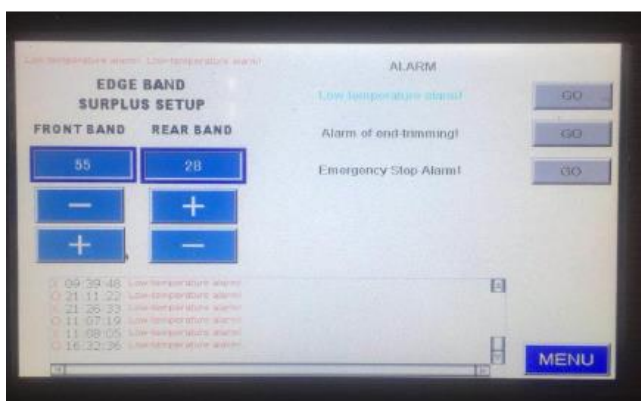 Low-temperature alarm! Low-temperature alarm!
ALARM
EDGE BAND
SURPLUS SETUP
FRONT BAND REAR BAND
55 28
− +
+ −
Low-temperature alarm! GO
Alarm of end-trimming! GO
Emergency Stop Alarm! GO
09:39:48 Low-temperature alarm!
21:11:22 Low-temperature alarm!
21:26:33 Low-temperature alarm!
11:07:19 Low-temperature alarm!
11:08:05 Low-temperature alarm!
16:32:36 Low-temperature alarm!
MENU